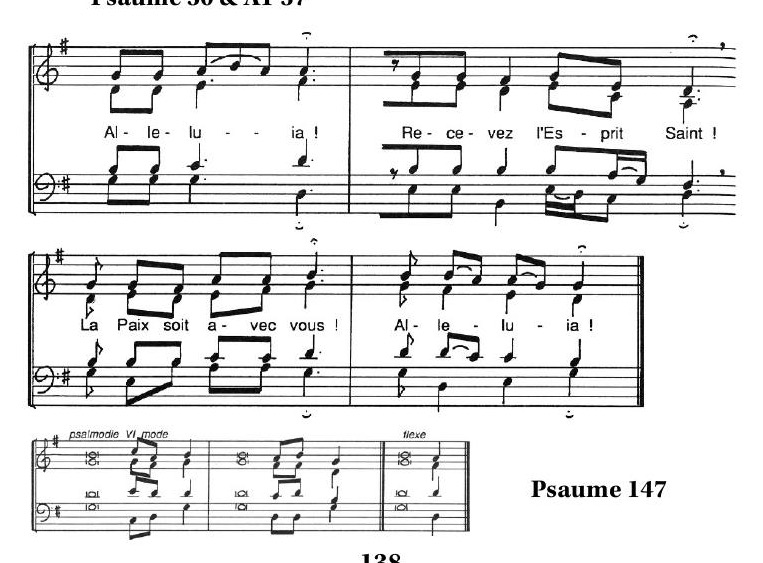 Al - le - lu - - ia ! Re - ce - vez l'Es - prit Saint !
La Paix soit a - vec vous ! Al - le - lu - ia !
psalmodie VI mode flexe
Psaume 147
138